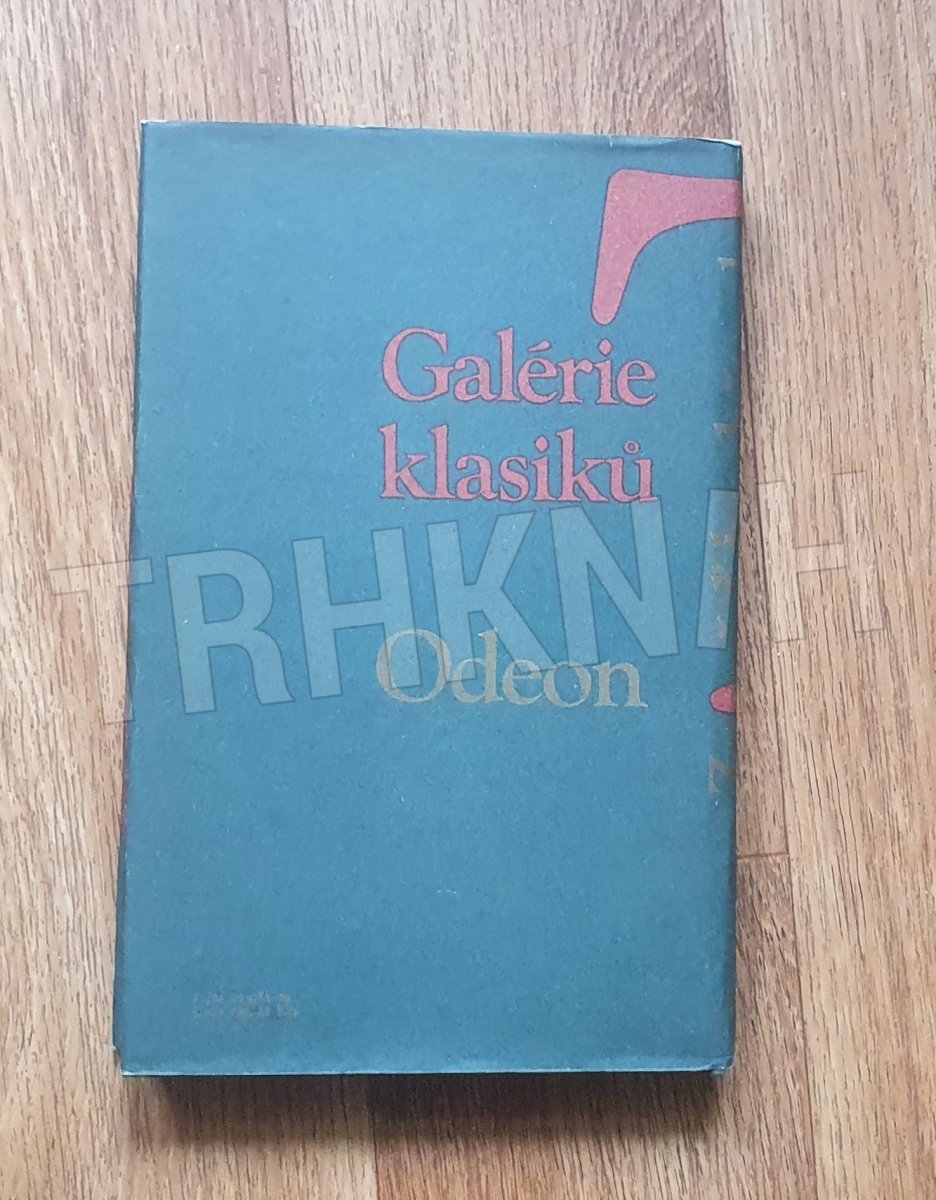 Galérie
klasiků
TRHKNIH
Odeon